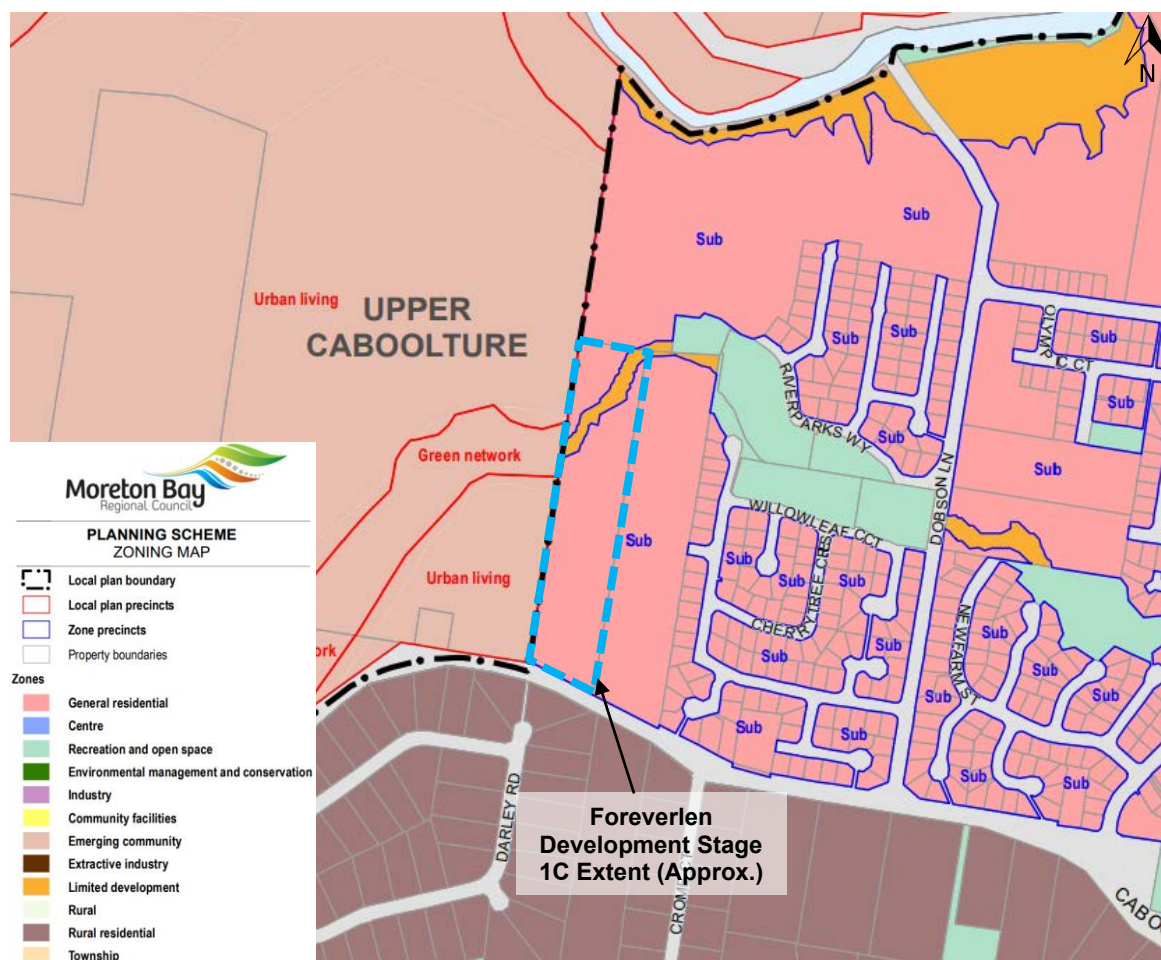 N
Sub
Sub
UPPER
CABOOLTURE
Urban living
OLYMPIC CT
Sub
Sub
Sub
Sub
Sub
RIVERPARKS WY
Sub
DOBSON LN
Green network
WILLOWLEAF CCT
Sub
Urban living
Sub
Sub
Sub
CHERRYTREE CRES
Sub
Sub
NEWEARM ST
Sub
Sub
Sub
Sub
Sub
Sub
Sub
Sub
ork
DARLEY RD
Foreverlen
Development Stage
1C Extent (Approx.)
CABO
Moreton Bay
Regional Council
PLANNING SCHEME
ZONING MAP
Local plan boundary
Local plan precincts
Zone precincts
Property boundaries
Zones
General residential
Centre
Recreation and open space
Environmental management and conservation
Industry
Community facilities
Emerging community
Extractive industry
Limited development
Rural
Rural residential
Township